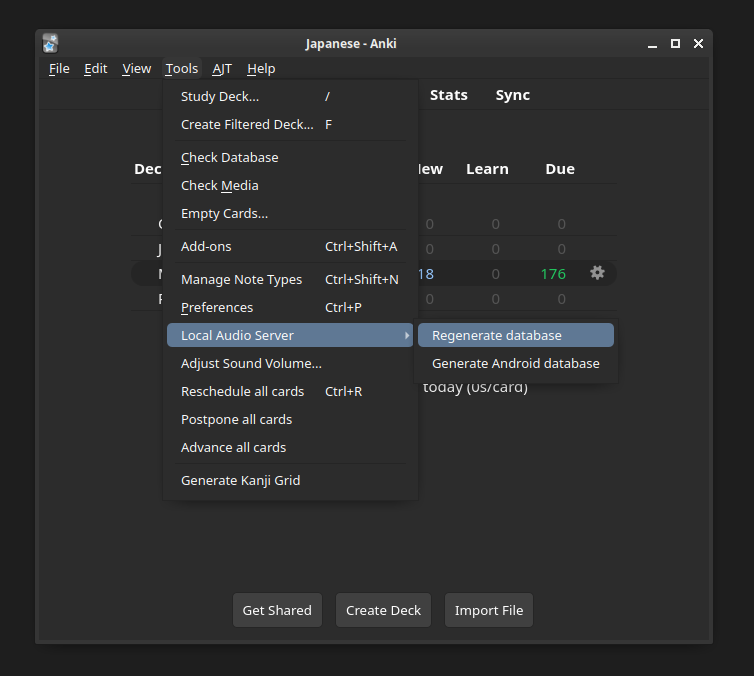 Japanese - Anki
File Edit View Tools AJT Help
Stats Sync
Study Deck... /
Create Filtered Deck... F
Check Database
Check Media
Empty Cards...
Add-ons Ctrl+Shift+A
Manage Note Types Ctrl+Shift+N
Preferences Ctrl+P
Local Audio Server
Adjust Sound Volume...
Reschedule all cards Ctrl+R
Postpone all cards
Advance all cards
Generate Kanji Grid
Regenerate database
Generate Android database
Dec ew Learn Due
0 0 0
J 0 0 0
18 0 176
0 0 0
today (0s/card)
Get Shared Create Deck Import File